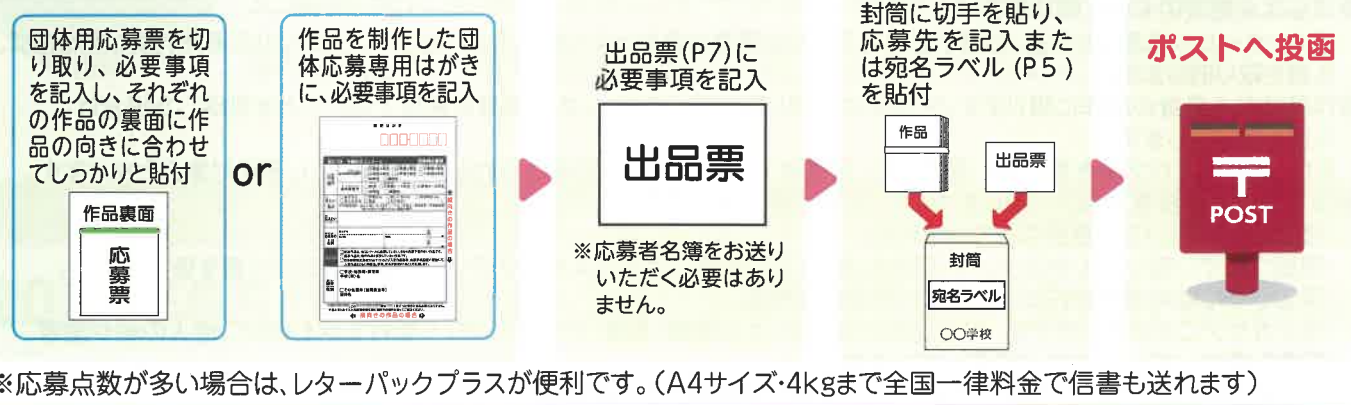 団体用応募票を切
り取り、必要事項
を記入し、それぞれ
の作品の裏面に作
品の向きに合わせ
てしっかりと貼付
作品裏面
応募票
or
作品を制作した団
体応募専用はがき
に、必要事項を記入
出品票(P7)に
必要事項を記入
出品票
※応募者名簿をお送り
いただく必要はあり
ません。
封筒に切手を貼り、
応募先を記入また
は宛名ラベル(P5)
を貼付
作品
出品票
封筒
宛名ラベル
〇〇学校
ポストへ投函
POST
※応募点数が多い場合は、レターパックプラスが便利です。(A4サイズ・4kgまで全国一律料金で信書も送れます)